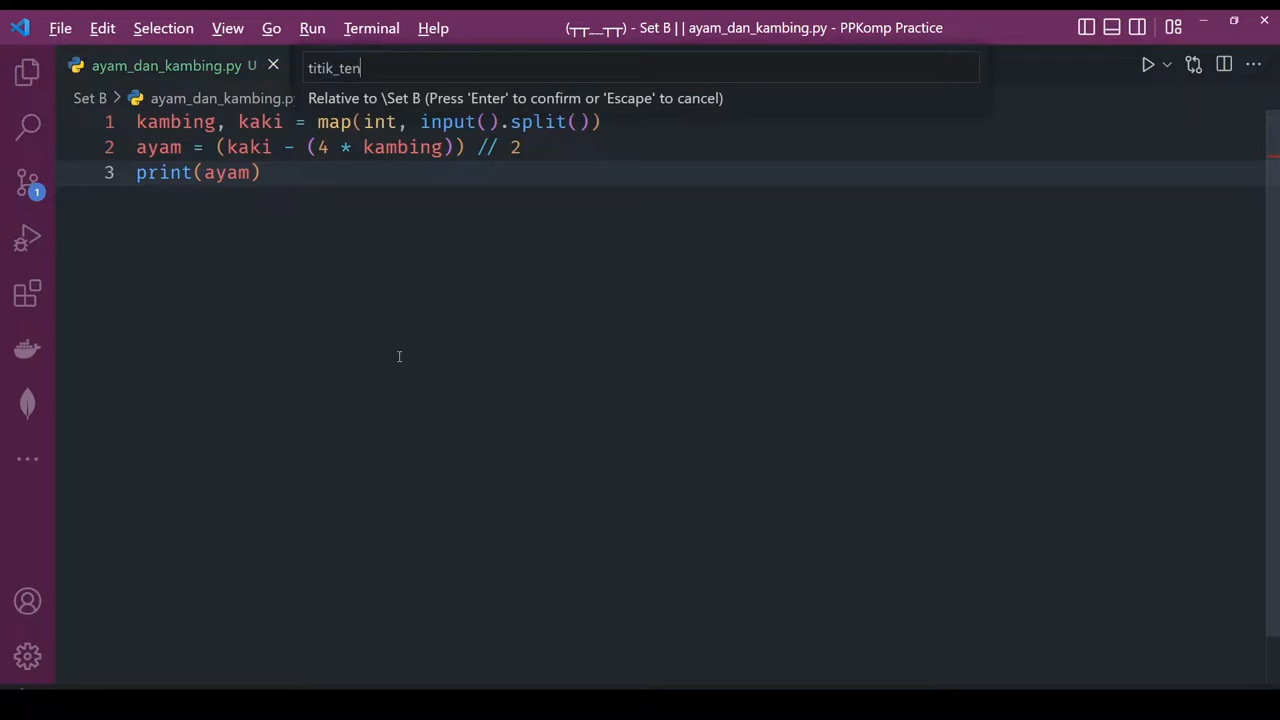 File Edit Selection View Go Run Terminal Help (┬┬﹏┬┬) - Set B || ayam_dan_kambing.py - PPKomp Practice
ayam_dan_kambing.py U
titik_ten
Set B > ayam_dan_kambing.p
Relative to \Set B (Press 'Enter' to confirm or 'Escape' to cancel)
1 kambing, kaki = map(int, input().split())
2 ayam = (kaki - (4 * kambing)) // 2
3 print(ayam)
1